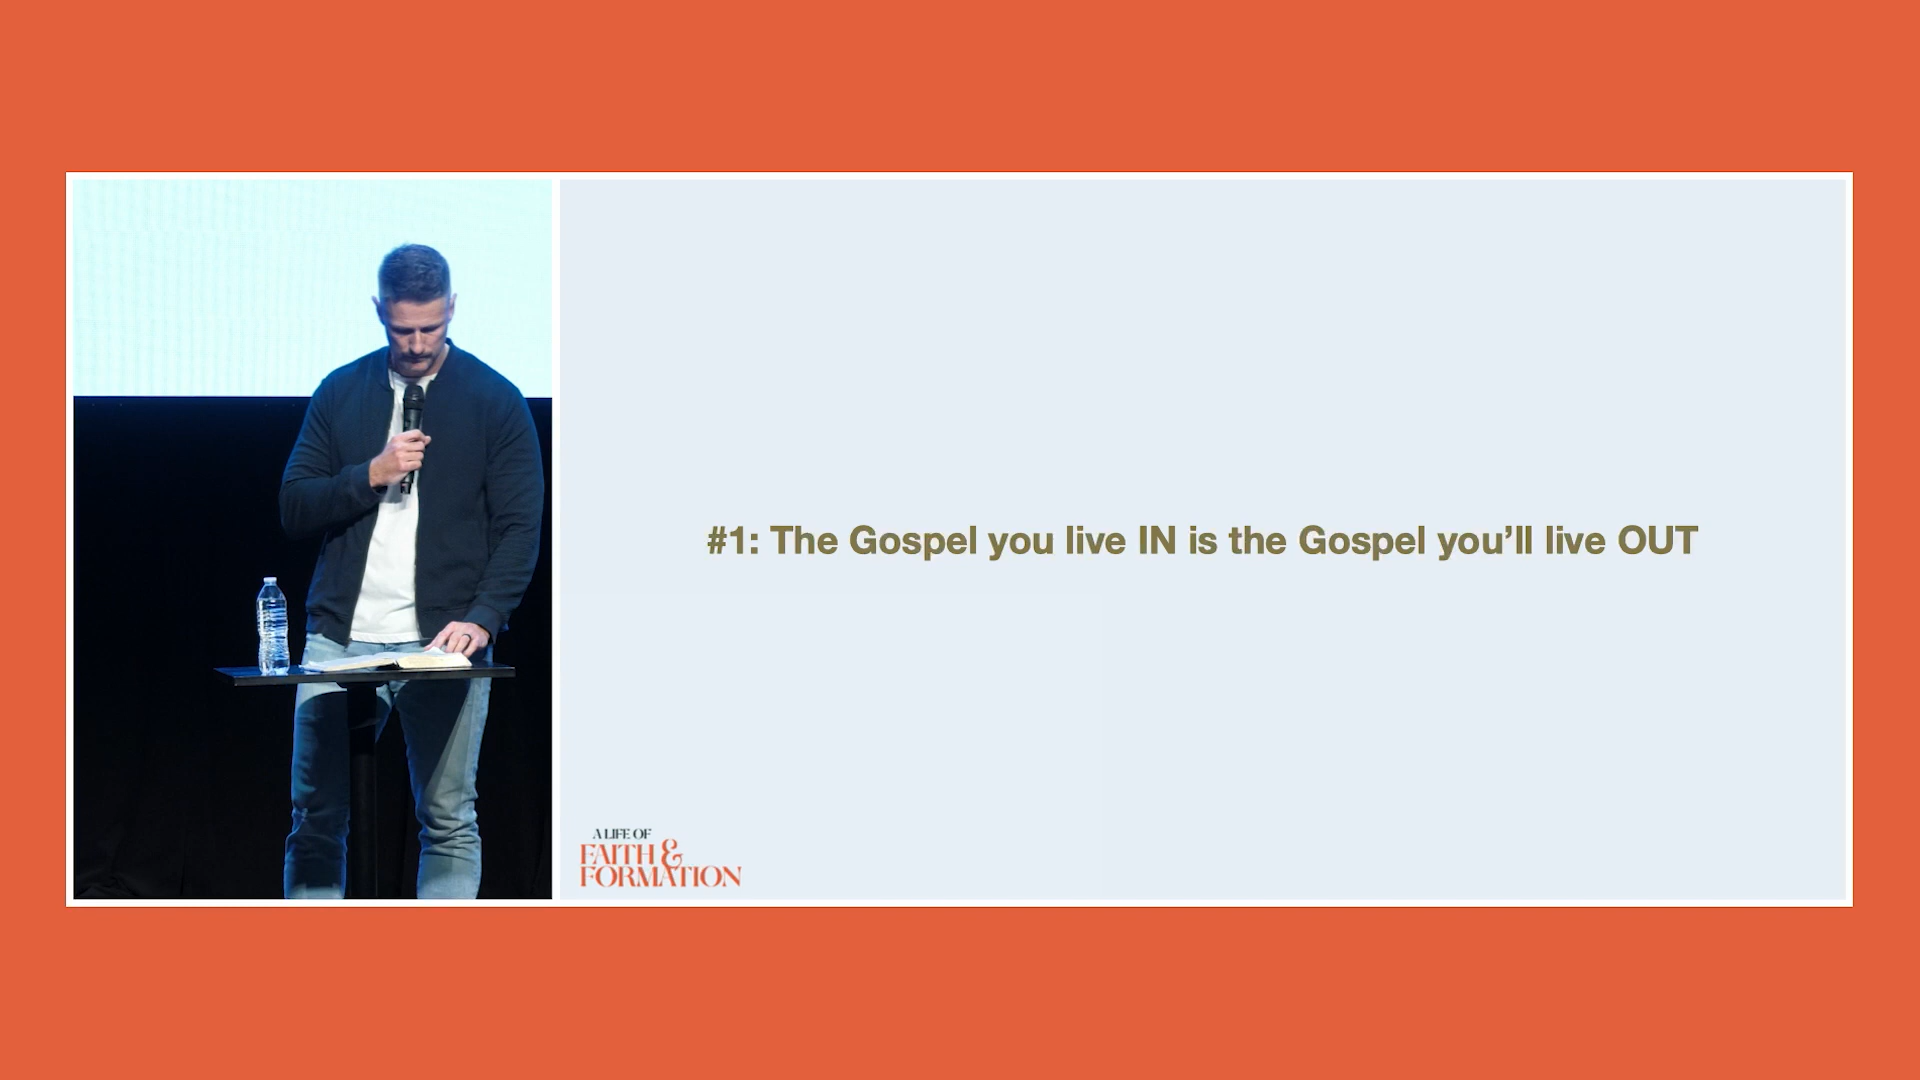 #1: The Gospel you live IN is the Gospel you’ll live OUT
A LIFE OF
FAITH &
FORMATION